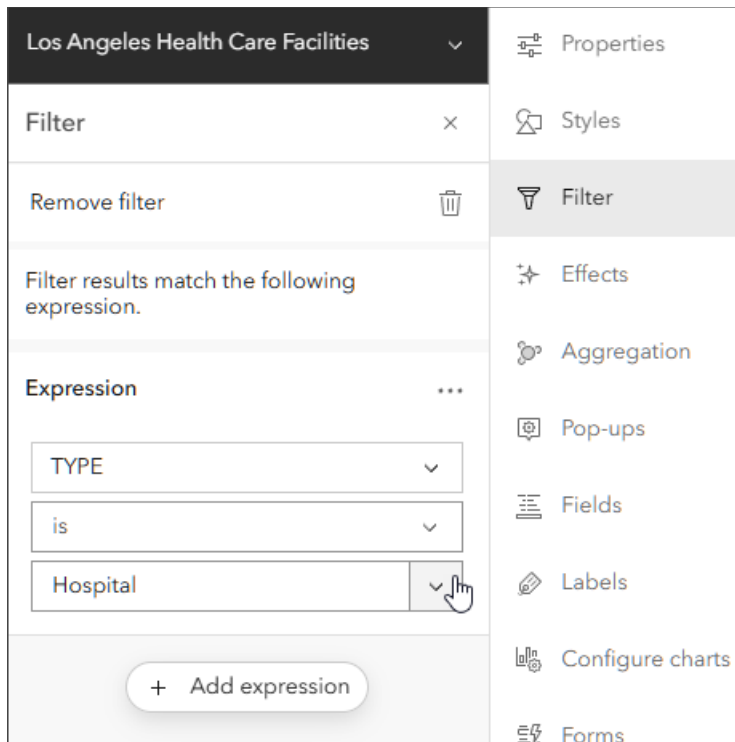 Los Angeles Health Care Facilities
Filter
Remove filter
Filter results match the following
expression.
Expression
TYPE
is
Hospital
+ Add expression
Properties
Styles
Filter
Effects
Aggregation
Pop-ups
Fields
Labels
Configure charts
Forms